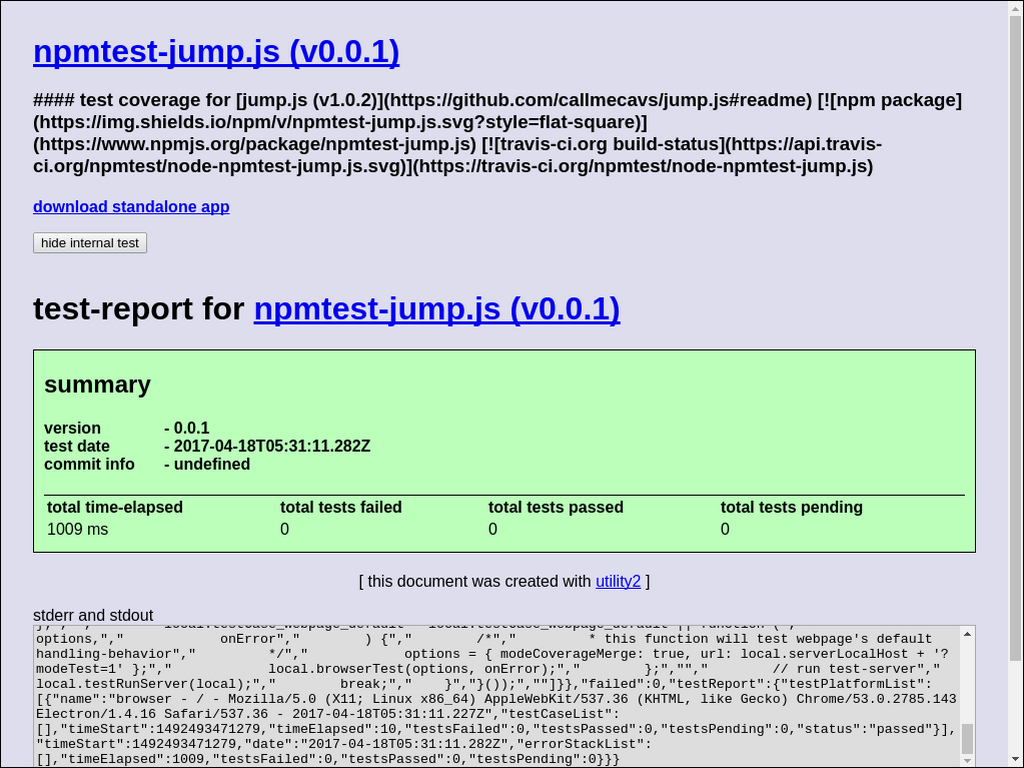 npmtest-jump.js (v0.0.1)
#### test coverage for [jump.js (v1.0.2)](https://github.com/callmecavs/jump.js#readme) [![npm package]
(https://img.shields.io/npm/v/npmtest-jump.js.svg?style=flat-square)]
(https://www.npmjs.org/package/npmtest-jump.js) [![travis-ci.org build-status](https://api.travis-
ci.org/npmtest/node-npmtest-jump.js.svg)](https://travis-ci.org/npmtest/node-npmtest-jump.js)
download standalone app
hide internal test
test-report for npmtest-jump.js (v0.0.1)
summary
version - 0.0.1
test date - 2017-04-18T05:31:11.282Z
commit info - undefined
total time-elapsed total tests failed total tests passed total tests pending
1009 ms 0 0 0
[ this document was created with utility2 ]
stderr and stdout
options,","            onError","        ) {","        /*","         * this function will test webpage's default
handling-behavior","         */","            options = { modeCoverageMerge: true, url: local.serverLocalHost + '?
modeTest=1' };","            local.browserTest(options, onError);","        };","","        // run test-server","
local.testRunServer(local);","        break;","    }","}());",""]}},"failed":0,"testReport":{"testPlatformList":
[{"name":"browser - / - Mozilla/5.0 (X11; Linux x86_64) AppleWebKit/537.36 (KHTML, like Gecko) Chrome/53.0.2785.143
Electron/1.4.16 Safari/537.36 - 2017-04-18T05:31:11.227Z","testCaseList":
[],"timeStart":1492493471279,"timeElapsed":10,"testsFailed":0,"testsPassed":0,"testsPending":0,"status":"passed"}],
"timeStart":1492493471279,"date":"2017-04-18T05:31:11.282Z","errorStackList":
[],"timeElapsed":1009,"testsFailed":0,"testsPassed":0,"testsPending":0}}}